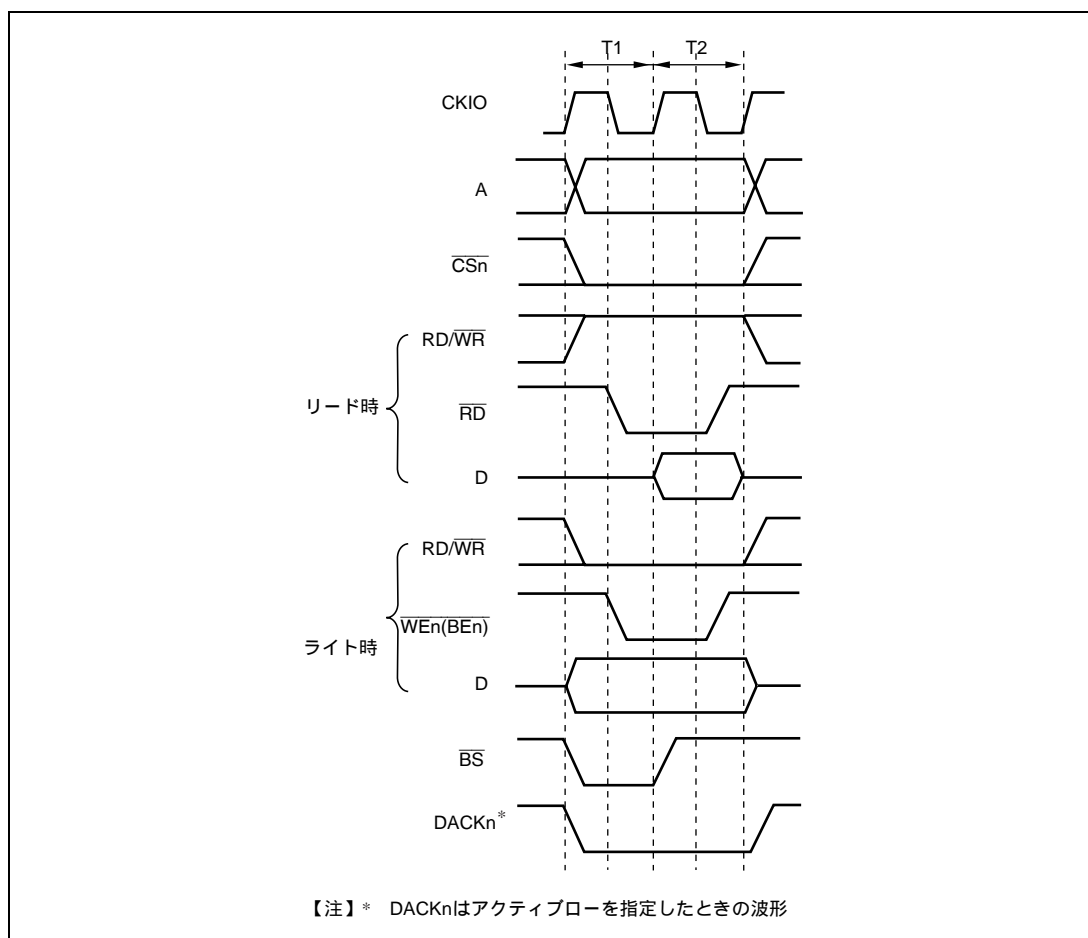 T1 T2
CKIO
A
CSn
RD/WR
リード時
RD
D
RD/WR
WEn(BEn)
ライト時
D
BS
DACKn*
【注】* DACKnはアクティブローを指定したときの波形